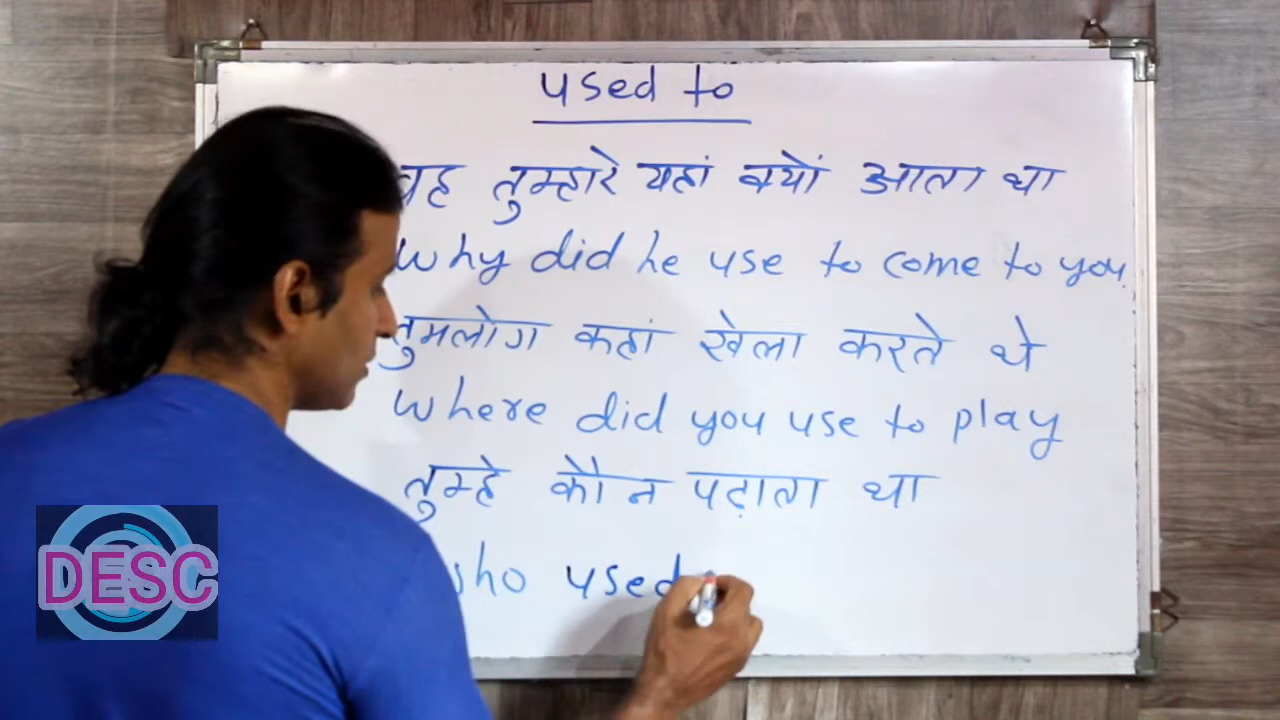 used to
वह तुम्हारे यहां क्यों आता था
Why did he use to come to you.
तुमलोग कहां खेला करते थे
Where did you use to play
तुम्हे कौन पढ़ाता था
who used
DESC